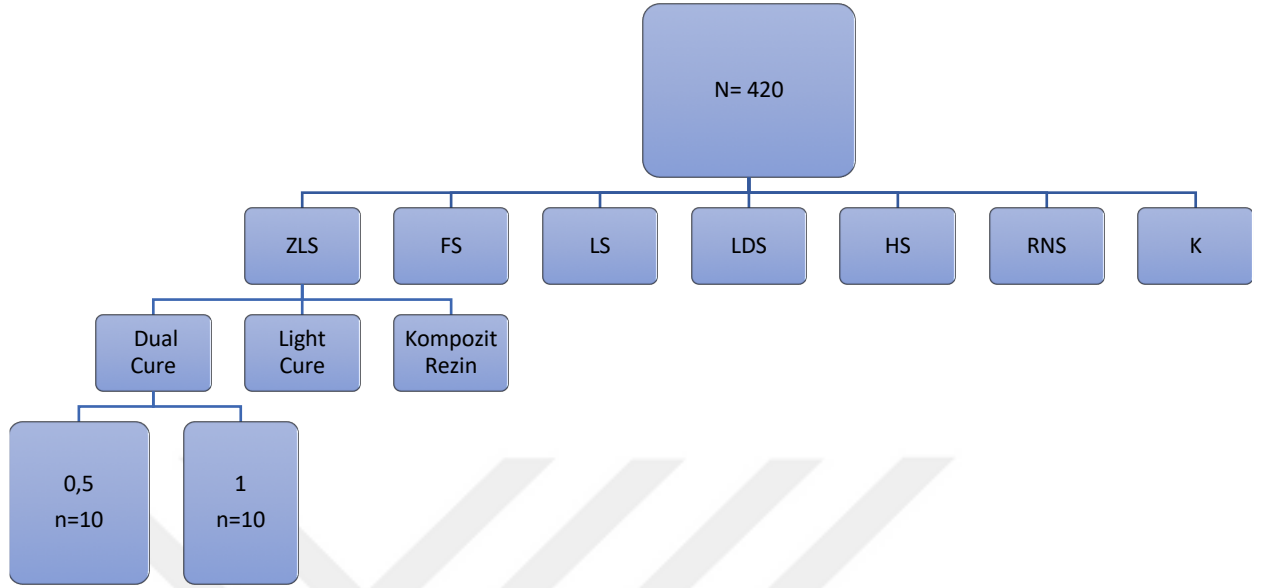 N= 420
ZLS
FS
LS
LDS
HS
RNS
K
Dual
Cure
Light
Cure
Kompozit
Rezin
0,5
n=10
1
n=10